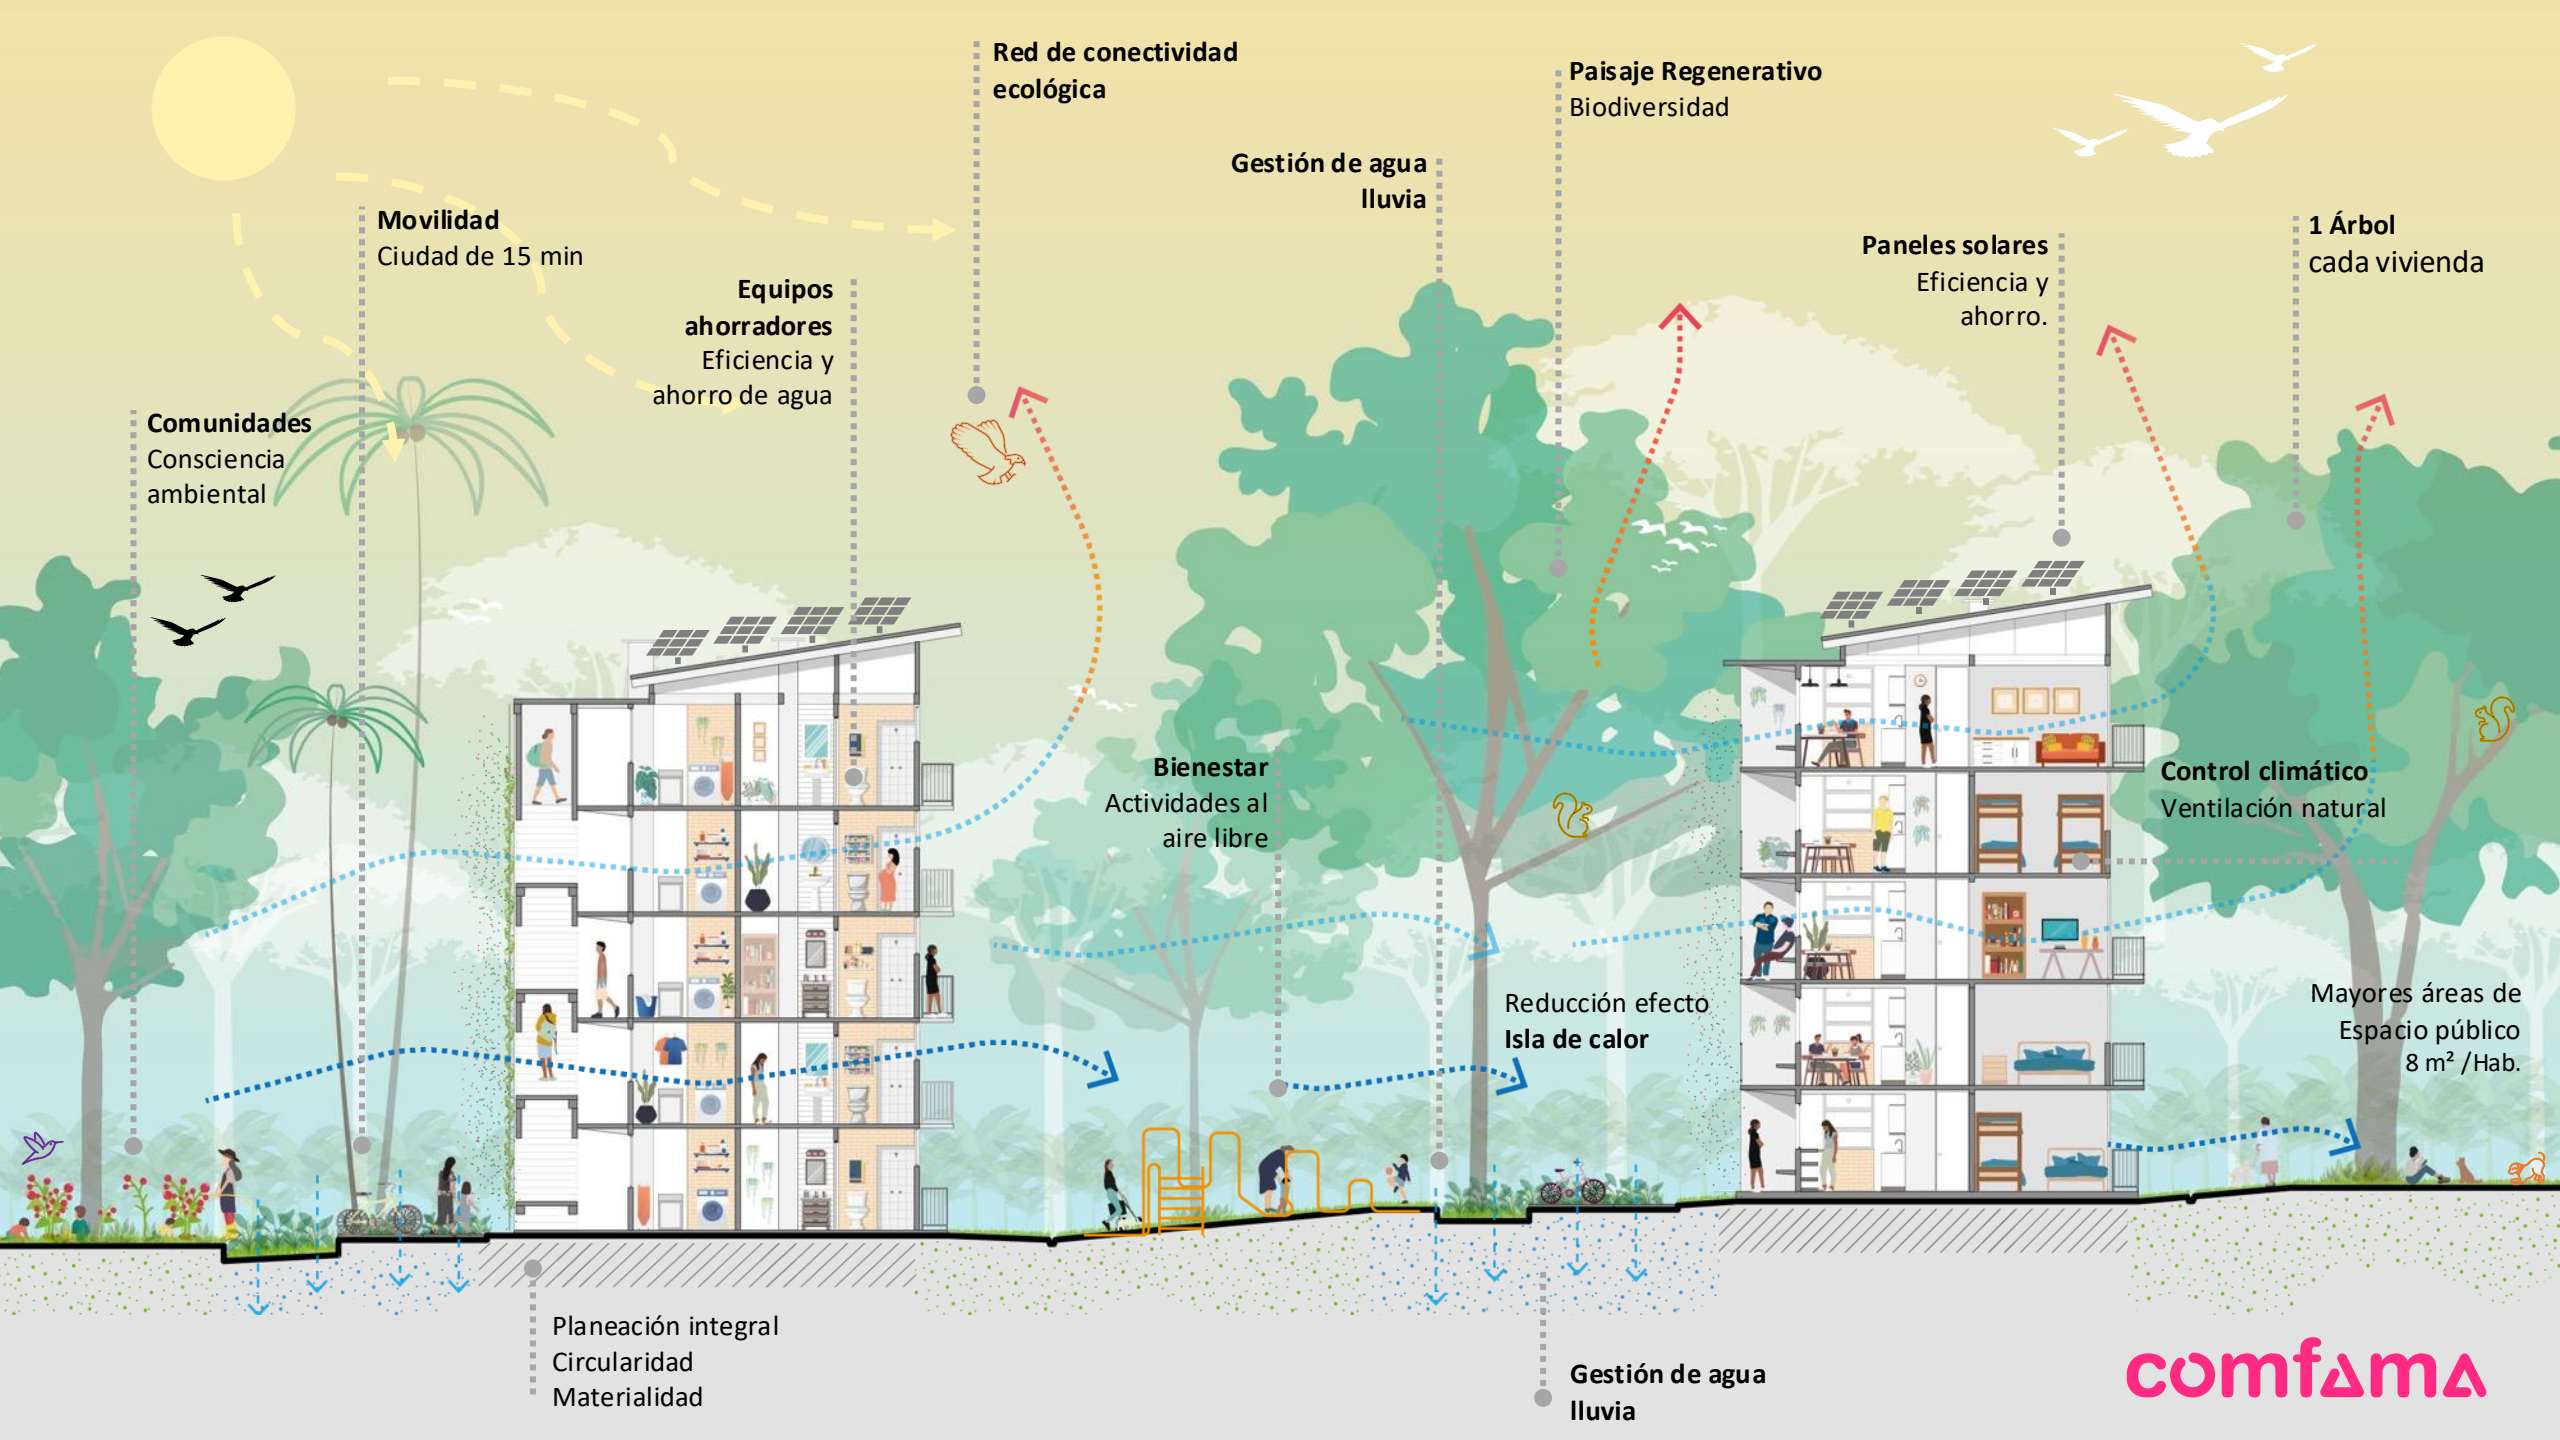 Red de conectividad
ecológica
Paisaje Regenerativo
Biodiversidad
Gestión de agua
lluvia
Movilidad
Ciudad de 15 min
1 Árbol
cada vivienda
Paneles solares
Eficiencia y
ahorro.
Equipos
ahorradores
Eficiencia y
ahorro de agua
Comunidades
Consciencia
ambiental
Bienestar
Actividades al
aire libre
Control climático
Ventilación natural
Reducción efecto
Isla de calor
Mayores áreas de
Espacio público
8 m² /Hab.
Planeación integral
Circularidad
Materialidad
Gestión de agua
lluvia
comfama